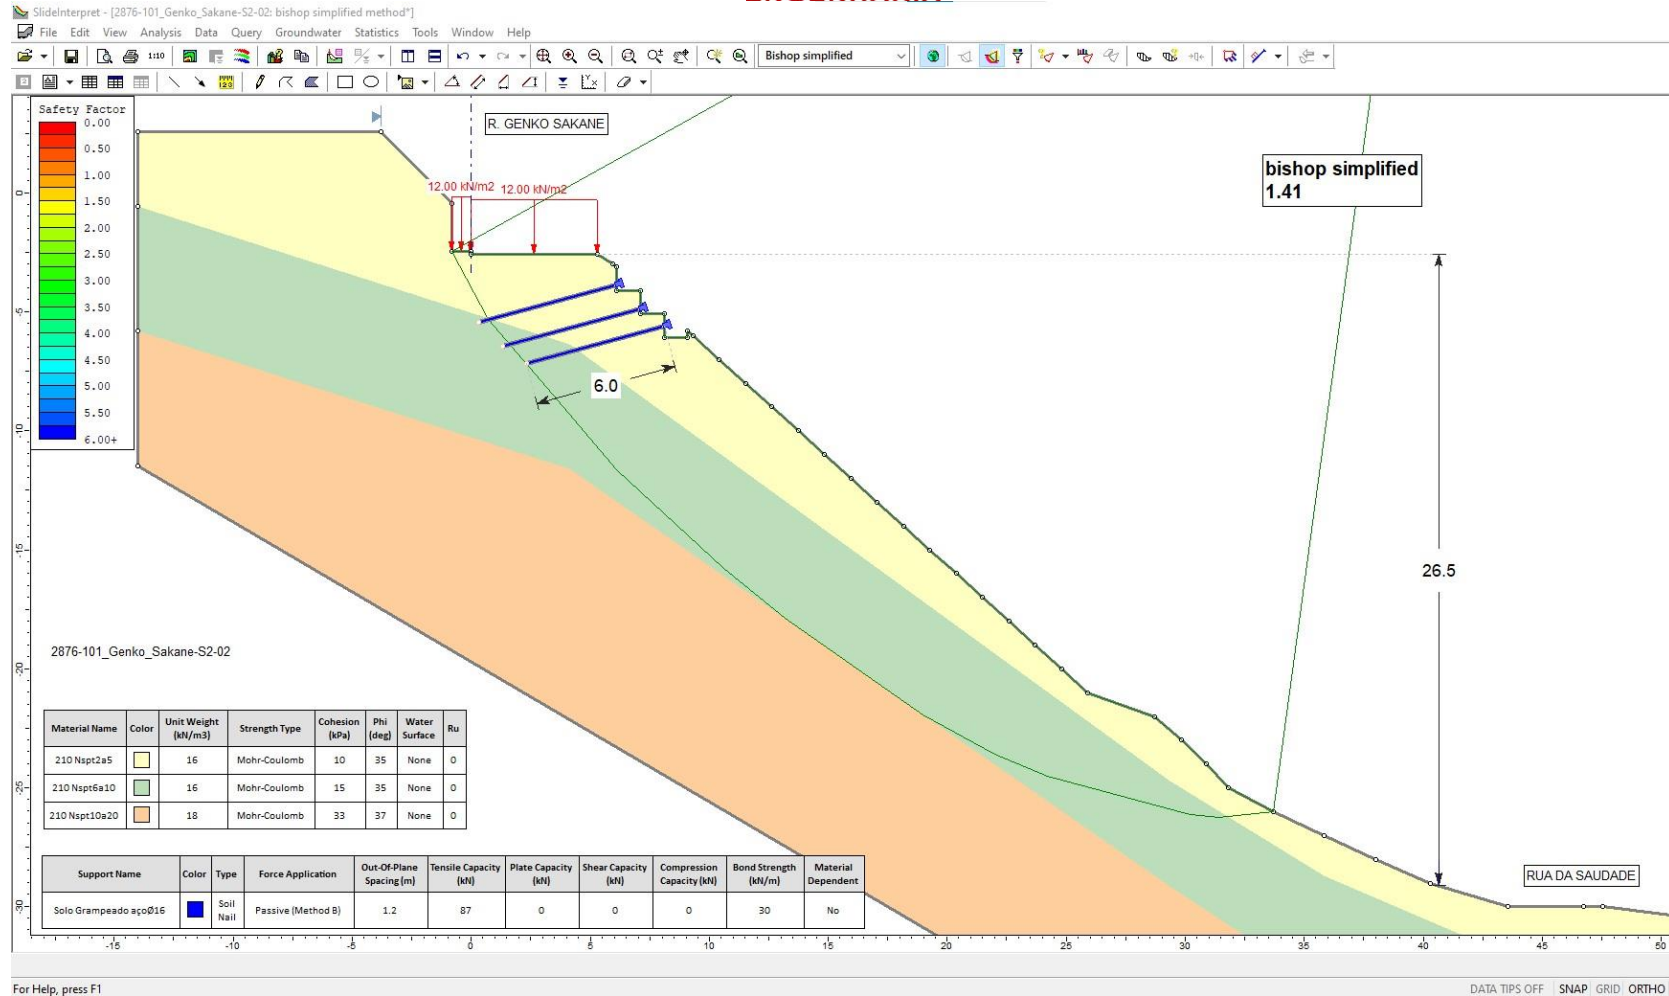 SlideInterpret - [2876-101_Genko_Sakane-S2-02: bishop simplified method*]
File Edit View Analysis Data Query Groundwater Statistics Tools Window Help
1:10
Bishop simplified
Safety Factor
0.00
0.50
1.00
1.50
2.00
2.50
3.00
3.50
4.00
4.50
5.00
5.50
6.00+
R. GENKO SAKANE
12.00 kN/m2 12.00 kN/m2
bishop simplified
1.41
6.0
26.5
2876-101_Genko_Sakane-S2-02
Material Name Color Unit Weight (kN/m3) Strength Type Cohesion (kPa) Phi (deg) Water Surface Ru
210 Nspt2a5 16 Mohr-Coulomb 10 35 None 0
210 Nspt6a10 16 Mohr-Coulomb 15 35 None 0
210 Nspt10a20 18 Mohr-Coulomb 33 37 None 0
Support Name Color Type Force Application Out-Of-Plane Spacing (m) Tensile Capacity (kN) Plate Capacity (kN) Shear Capacity (kN) Compression Capacity (kN) Bond Strength (kN/m) Material Dependent
Solo Grampeado açoØ16 Soil Nail Passive (Method B) 1.2 87 0 0 0 30 No
RUA DA SAUDADE
0
-5
-10
-15
-20
-25
-30
-15 -10 -5 0 5 10 15 20 25 30 35 40 45 50
For Help, press F1
DATA TIPS OFF SNAP GRID ORTHO